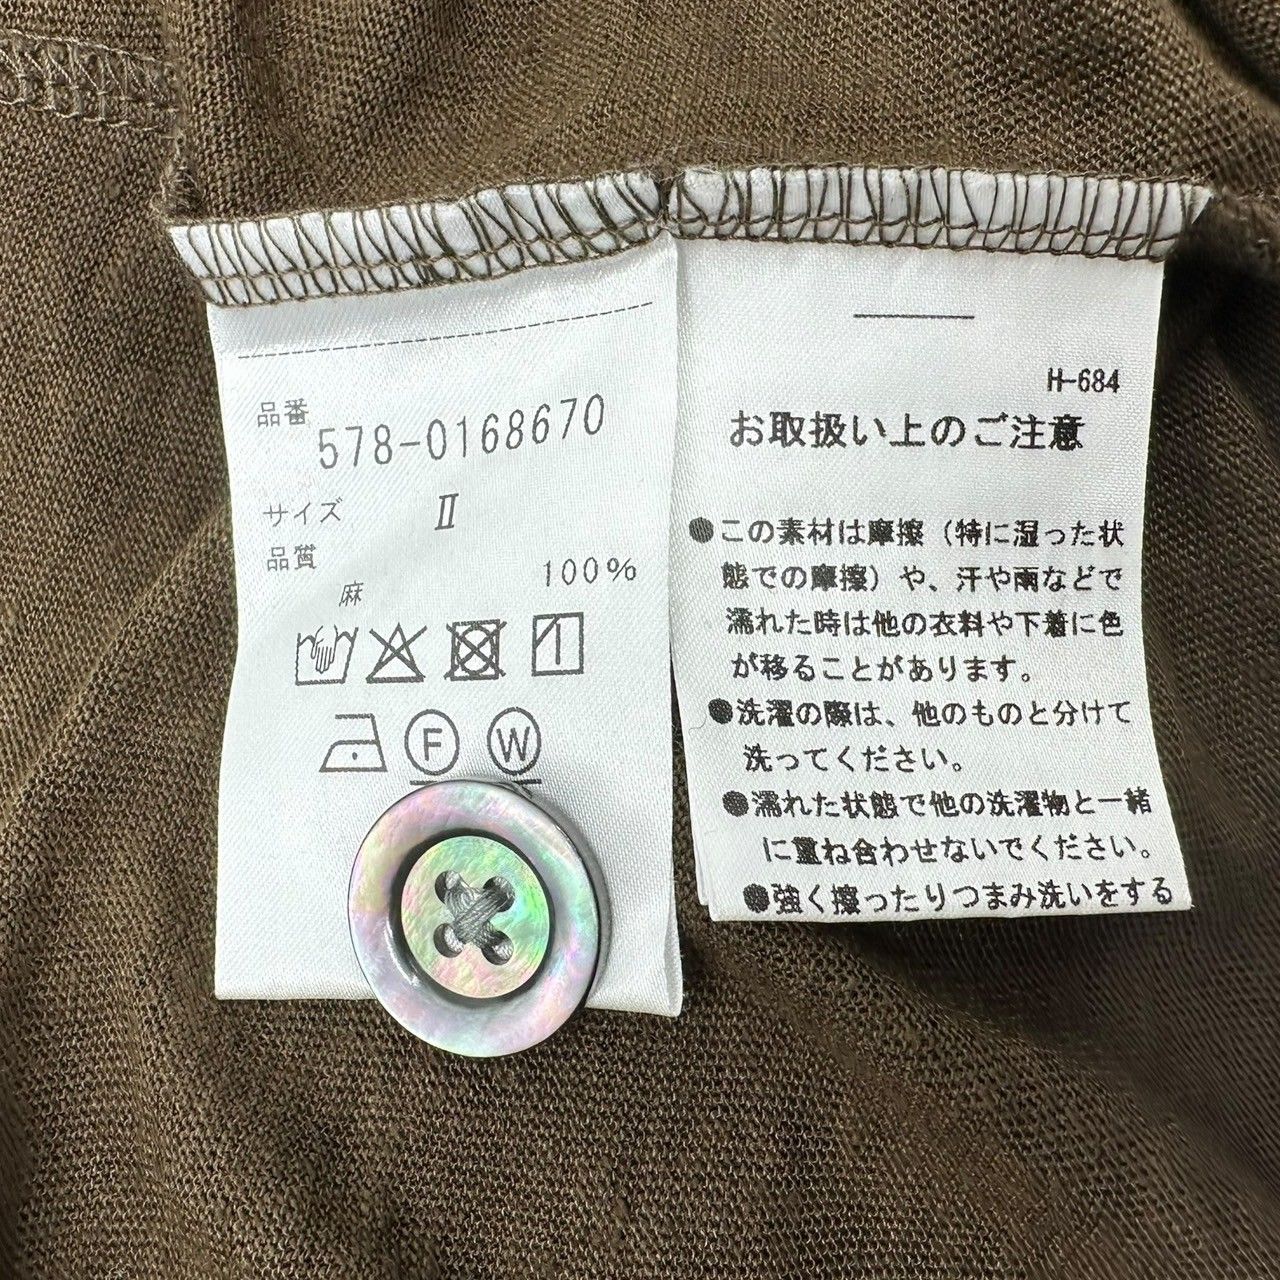 品番
578-0168670
サイズ Ⅱ
品質
麻 100%
F W
H-684
お取扱い上のご注意
●この素材は摩擦(特に湿った状
態での摩擦)や、汗や雨などで
濡れた時は他の衣料や下着に色
が移ることがあります。
●洗濯の際は、他のものと分けて
洗ってください。
●濡れた状態で他の洗濯物と一緒
に重ね合わせないでください。
●強く擦ったりつまみ洗いをする